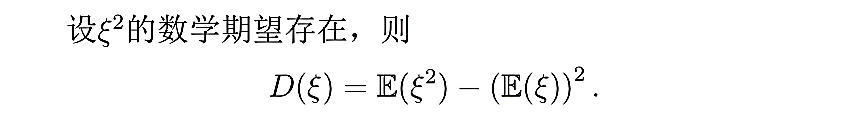 设ξ²的数学期望存在，则
D(ξ) = 𝔼(ξ²) − (𝔼(ξ))².